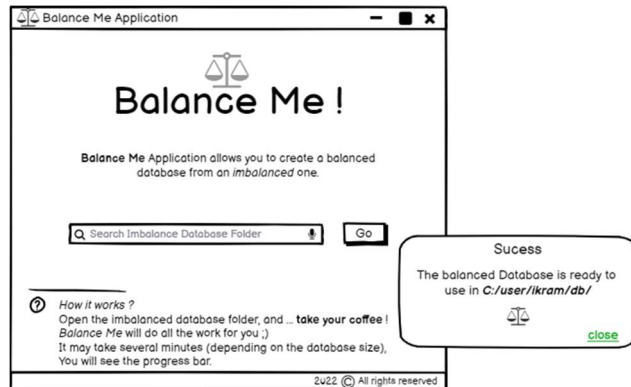 Balance Me Application
Balance Me !
Balance Me Application allows you to create a balanced
database from an imbalanced one.
Search Imbalance Database Folder
Go
Sucess
The balanced Database is ready to
use in C:/user/ikram/db/
close
How it works ?
Open the imbalanced database folder, and ... take your coffee !
Balance Me will do all the work for you ;)
It may take several minutes (depending on the database size),
You will see the progress bar.
2022 © All rights reserved